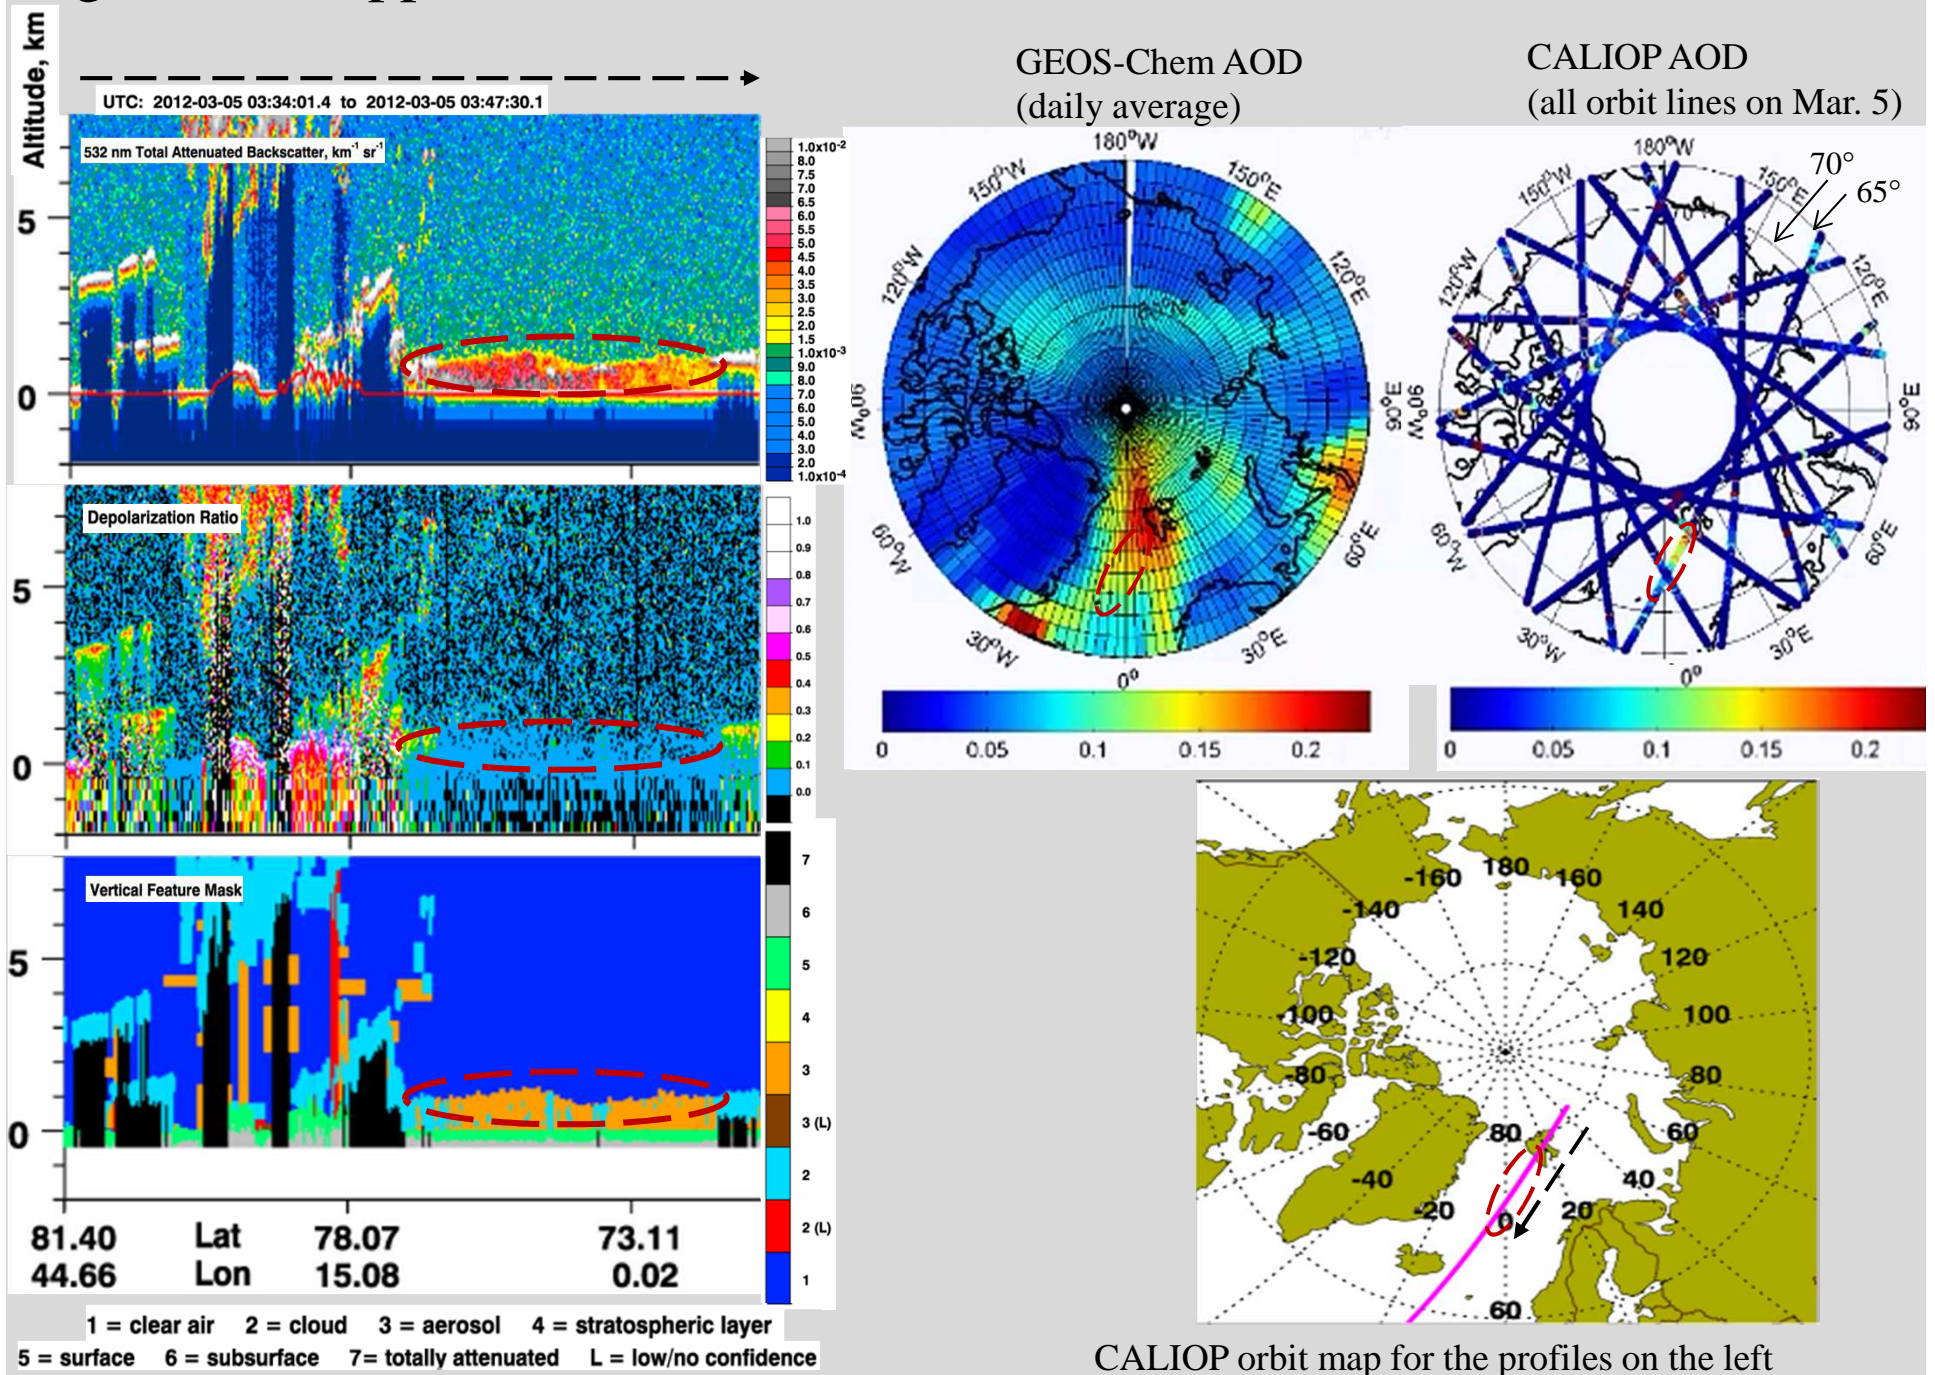 Altitude, km
UTC: 2012-03-05 03:34:01.4 to 2012-03-05 03:47:30.1
532 nm Total Attenuated Backscatter, km⁻¹ sr⁻¹
5
0
1.0x10⁻²
8.0
7.5
7.0
6.5
6.0
5.5
5.0
4.5
4.0
3.5
3.0
2.5
2.0
1.5
1.0x10⁻³
9.0
8.0
7.0
6.0
5.0
4.0
3.0
2.0
1.0x10⁻⁴
Depolarization Ratio
5
0
1.0
0.9
0.8
0.7
0.6
0.5
0.4
0.3
0.2
0.1
0.0
Vertical Feature Mask
5
0
7
6
5
4
3
3 (L)
2
2 (L)
1
81.40 Lat 78.07 73.11
44.66 Lon 15.08 0.02
1 = clear air 2 = cloud 3 = aerosol 4 = stratospheric layer
5 = surface 6 = subsurface 7= totally attenuated L = low/no confidence
GEOS-Chem AOD
(daily average)
180°W
150°W
150°E
120°W
120°E
90°W
90°E
60°W
60°E
30°W
30°E
0°
0 0.05 0.1 0.15 0.2
CALIOP AOD
(all orbit lines on Mar. 5)
70°
65°
180°W
150°W
150°E
120°W
120°E
90°W
90°E
60°W
60°E
30°W
30°E
0°
0 0.05 0.1 0.15 0.2
180
-160
160
-140
140
-120
120
-100
100
-80
80
-60
80
60
-40
40
-20
0
20
60
CALIOP orbit map for the profiles on the left